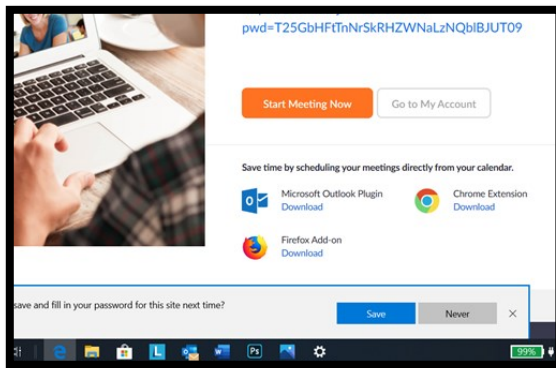 pwd=T25GbHFtTnNrSkRHZWNaLzNQblBJUT09
Start Meeting Now
Go to My Account
Save time by scheduling your meetings directly from your calendar.
Microsoft Outlook Plugin
Download
Chrome Extension
Download
Firefox Add-on
Download
save and fill in your password for this site next time?
Save
Never
L
Ps
99%